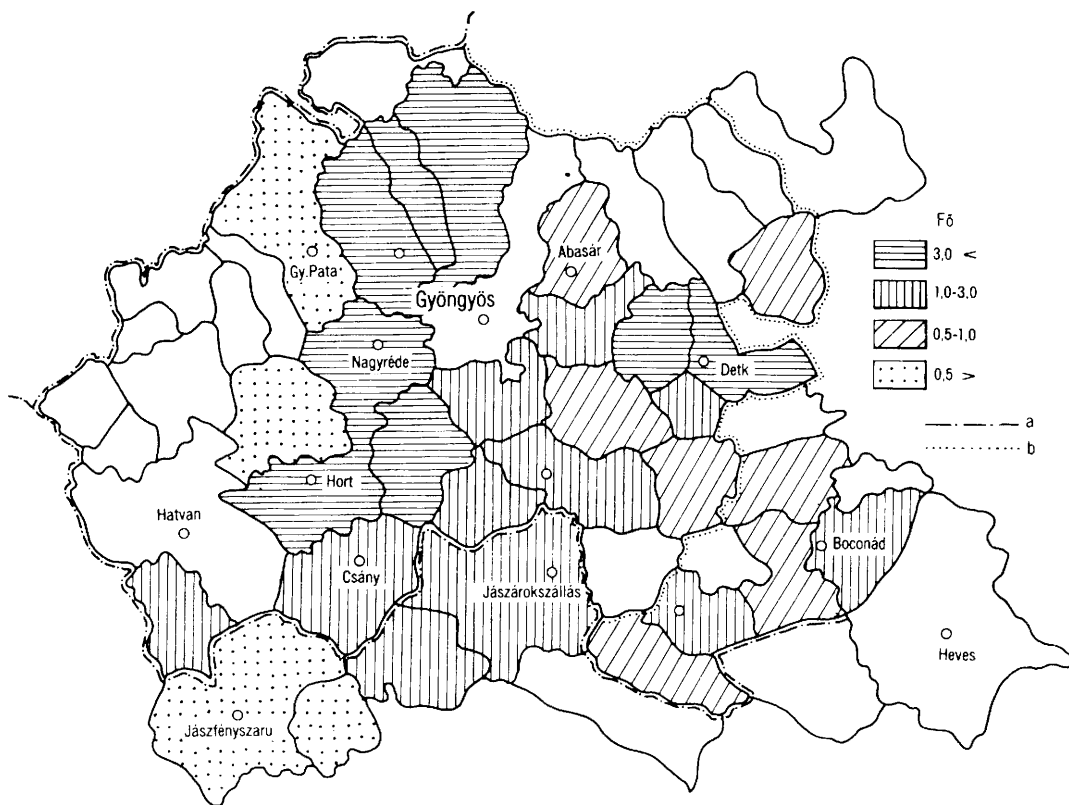 Gy.Pata
Abasár
Gyöngyös
Nagyréde
Detk
Hort
Hatvan
Csány
Jászárokszállás
Boconád
Heves
Jászfényszaru
Fő
3,0 <
1,0-3,0
0,5-1,0
0,5 >
a
b